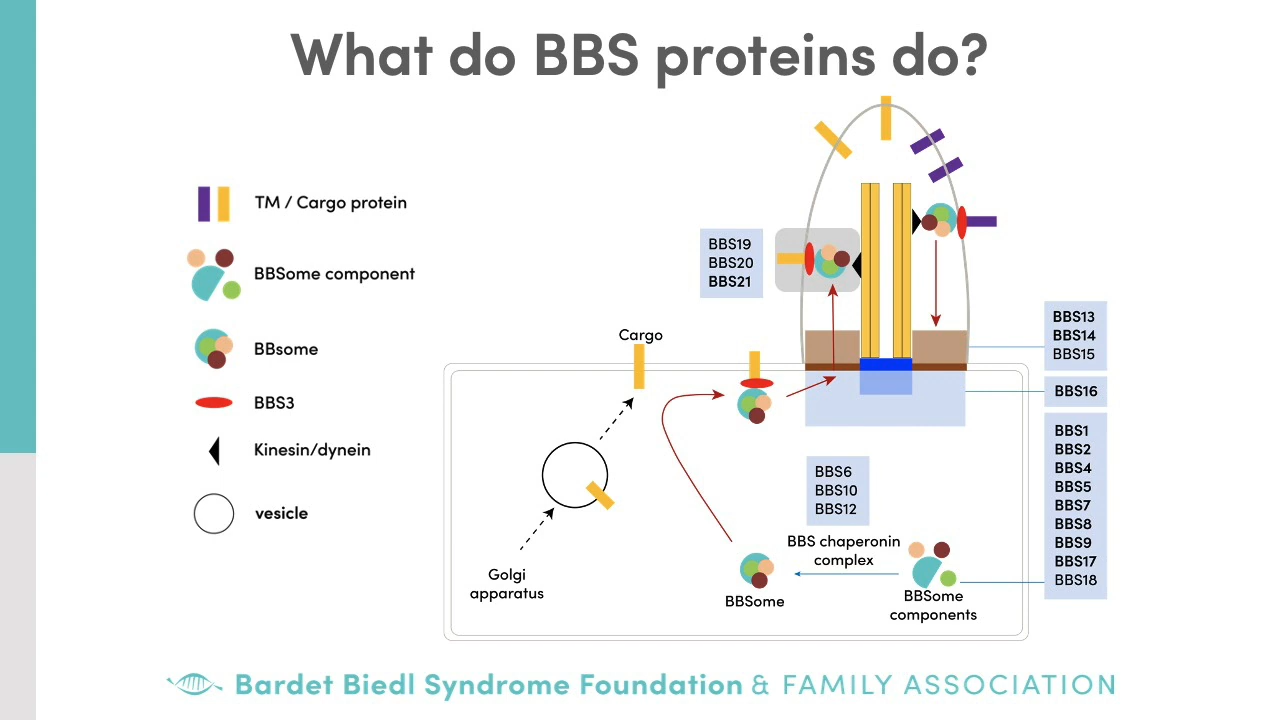 What do BBS proteins do?
TM / Cargo protein
BBSome component
BBsome
BBS3
Kinesin/dynein
vesicle
BBS19
BBS20
BBS21
Cargo
BBS13
BBS14
BBS15
BBS16
BBS1
BBS2
BBS4
BBS5
BBS7
BBS8
BBS9
BBS17
BBS18
BBS6
BBS10
BBS12
BBS chaperonin
complex
Golgi
apparatus
BBSome
BBSome
components
Bardet Biedl Syndrome Foundation & FAMILY ASSOCIATION